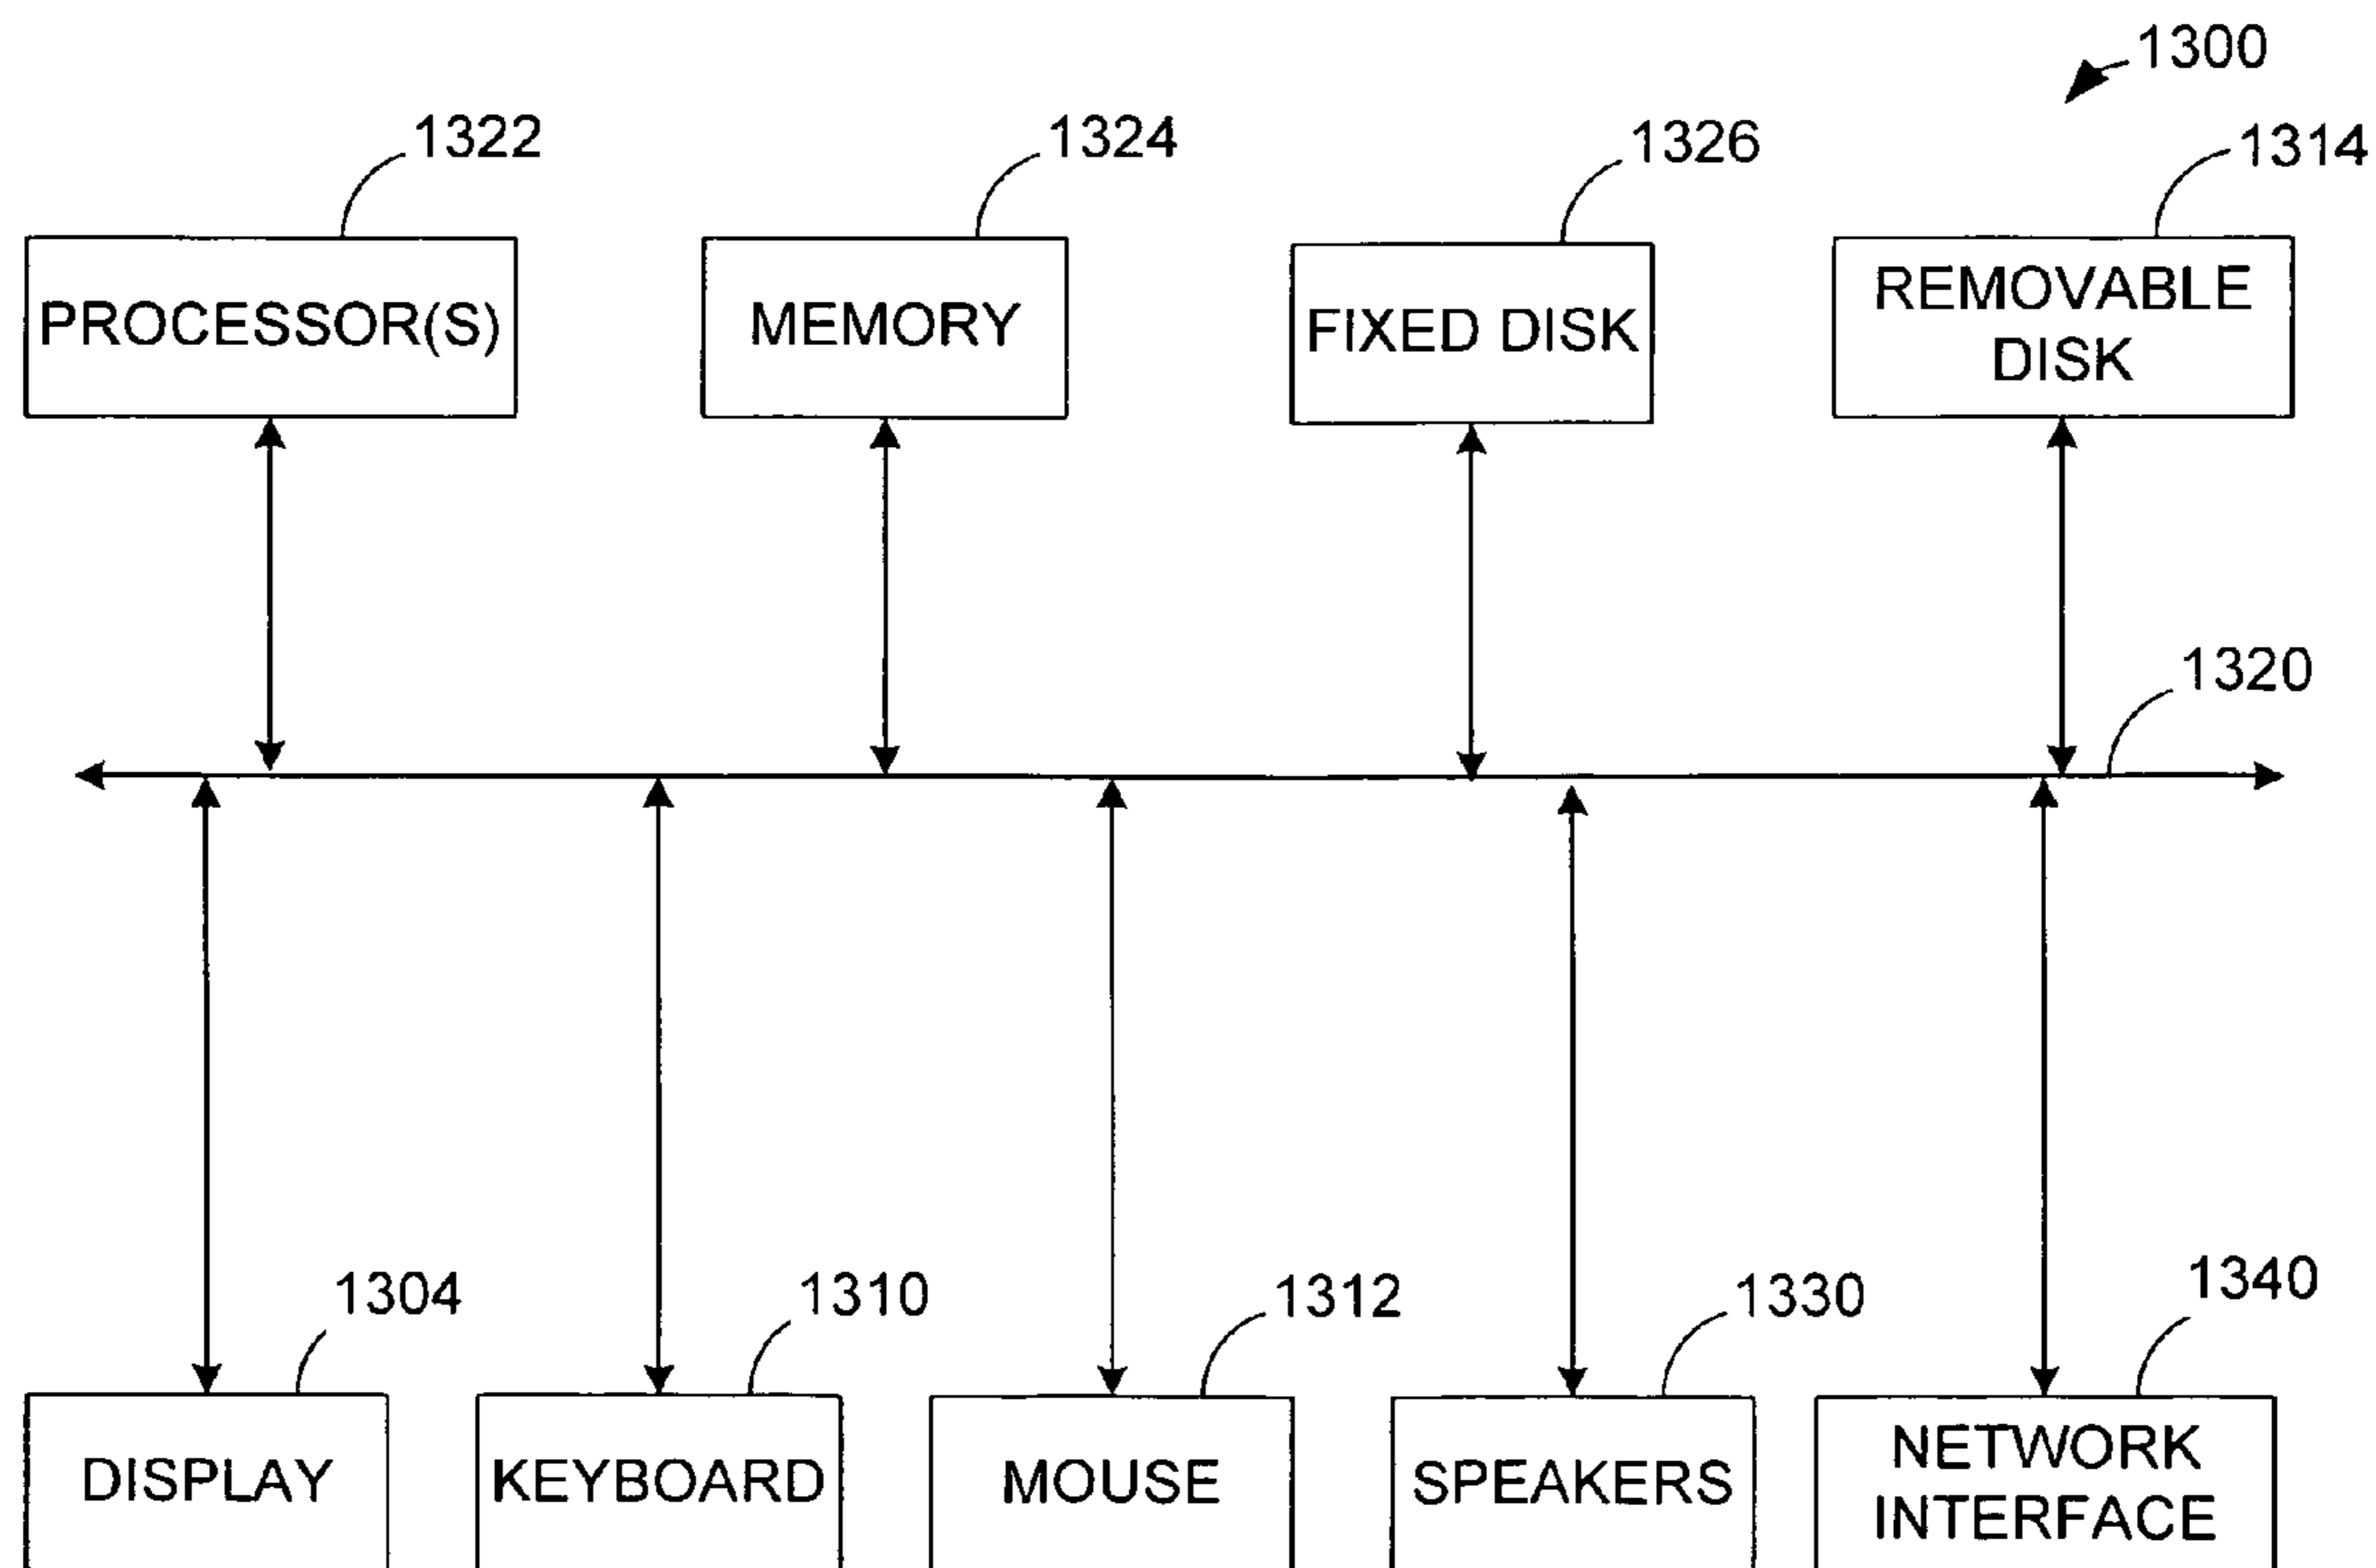 1300
1322
1324
1326
1314
PROCESSOR(S)
MEMORY
FIXED DISK
REMOVABLE
DISK
1320
1304
1310
1312
1330
1340
DISPLAY
KEYBOARD
MOUSE
SPEAKERS
NETWORK
INTERFACE